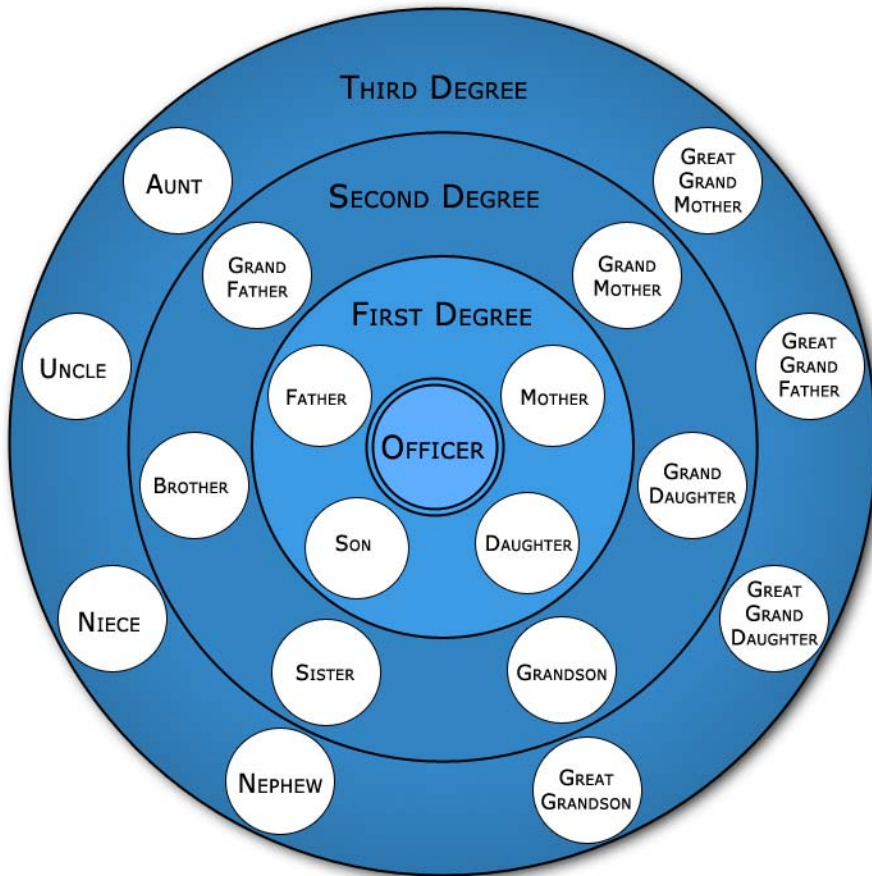 Third Degree
Aunt
Great
Grand
Mother
Second Degree
Grand
Father
Grand
Mother
First Degree
Uncle
Great
Grand
Father
Father
Mother
Officer
Brother
Grand
Daughter
Son
Daughter
Niece
Great
Grand
Daughter
Sister
Grandson
Nephew
Great
Grandson